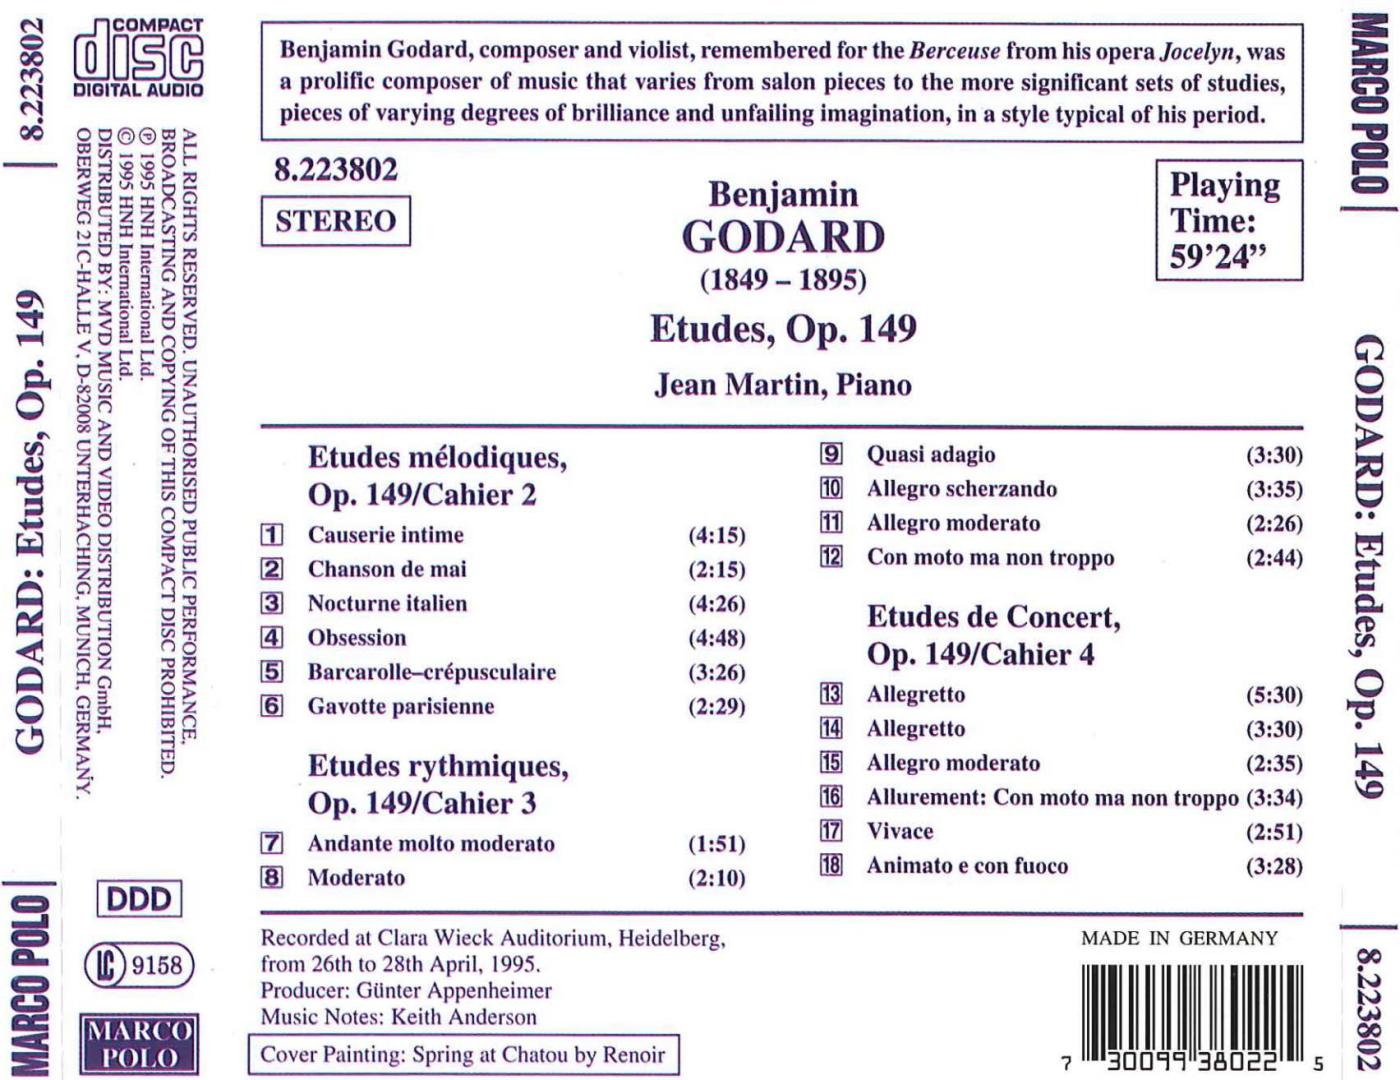 8.223802
GODARD: Etudes, Op. 149
MARCO POLO
COMPACT
disc
DIGITAL AUDIO
ALL RIGHTS RESERVED. UNAUTHORISED PUBLIC PERFORMANCE,
BROADCASTING AND COPYING OF THIS COMPACT DISC PROHIBITED.
℗ 1995 HNH International Ltd.
© 1995 HNH International Ltd.
DISTRIBUTED BY: MVD MUSIC AND VIDEO DISTRIBUTION GmbH,
OBERWEG 21C-HALLE V, D-82008 UNTERHACHING, MUNICH, GERMANY.
DDD
LC 9158
MARCO
POLO
Benjamin Godard, composer and violist, remembered for the Berceuse from his opera Jocelyn, was
a prolific composer of music that varies from salon pieces to the more significant sets of studies,
pieces of varying degrees of brilliance and unfailing imagination, in a style typical of his period.
8.223802
STEREO
Benjamin
GODARD
(1849 – 1895)
Etudes, Op. 149
Jean Martin, Piano
Playing
Time:
59’24”
Etudes mélodiques,
Op. 149/Cahier 2
1 Causerie intime (4:15)
2 Chanson de mai (2:15)
3 Nocturne italien (4:26)
4 Obsession (4:48)
5 Barcarolle–crépusculaire (3:26)
6 Gavotte parisienne (2:29)
Etudes rythmiques,
Op. 149/Cahier 3
7 Andante molto moderato (1:51)
8 Moderato (2:10)
9 Quasi adagio (3:30)
10 Allegro scherzando (3:35)
11 Allegro moderato (2:26)
12 Con moto ma non troppo (2:44)
Etudes de Concert,
Op. 149/Cahier 4
13 Allegretto (5:30)
14 Allegretto (3:30)
15 Allegro moderato (2:35)
16 Allurement: Con moto ma non troppo (3:34)
17 Vivace (2:51)
18 Animato e con fuoco (3:28)
Recorded at Clara Wieck Auditorium, Heidelberg,
from 26th to 28th April, 1995.
Producer: Günter Appenheimer
Music Notes: Keith Anderson
Cover Painting: Spring at Chatou by Renoir
MADE IN GERMANY
7 30099 38022 5
MARCO POLO
GODARD: Etudes, Op. 149
8.223802